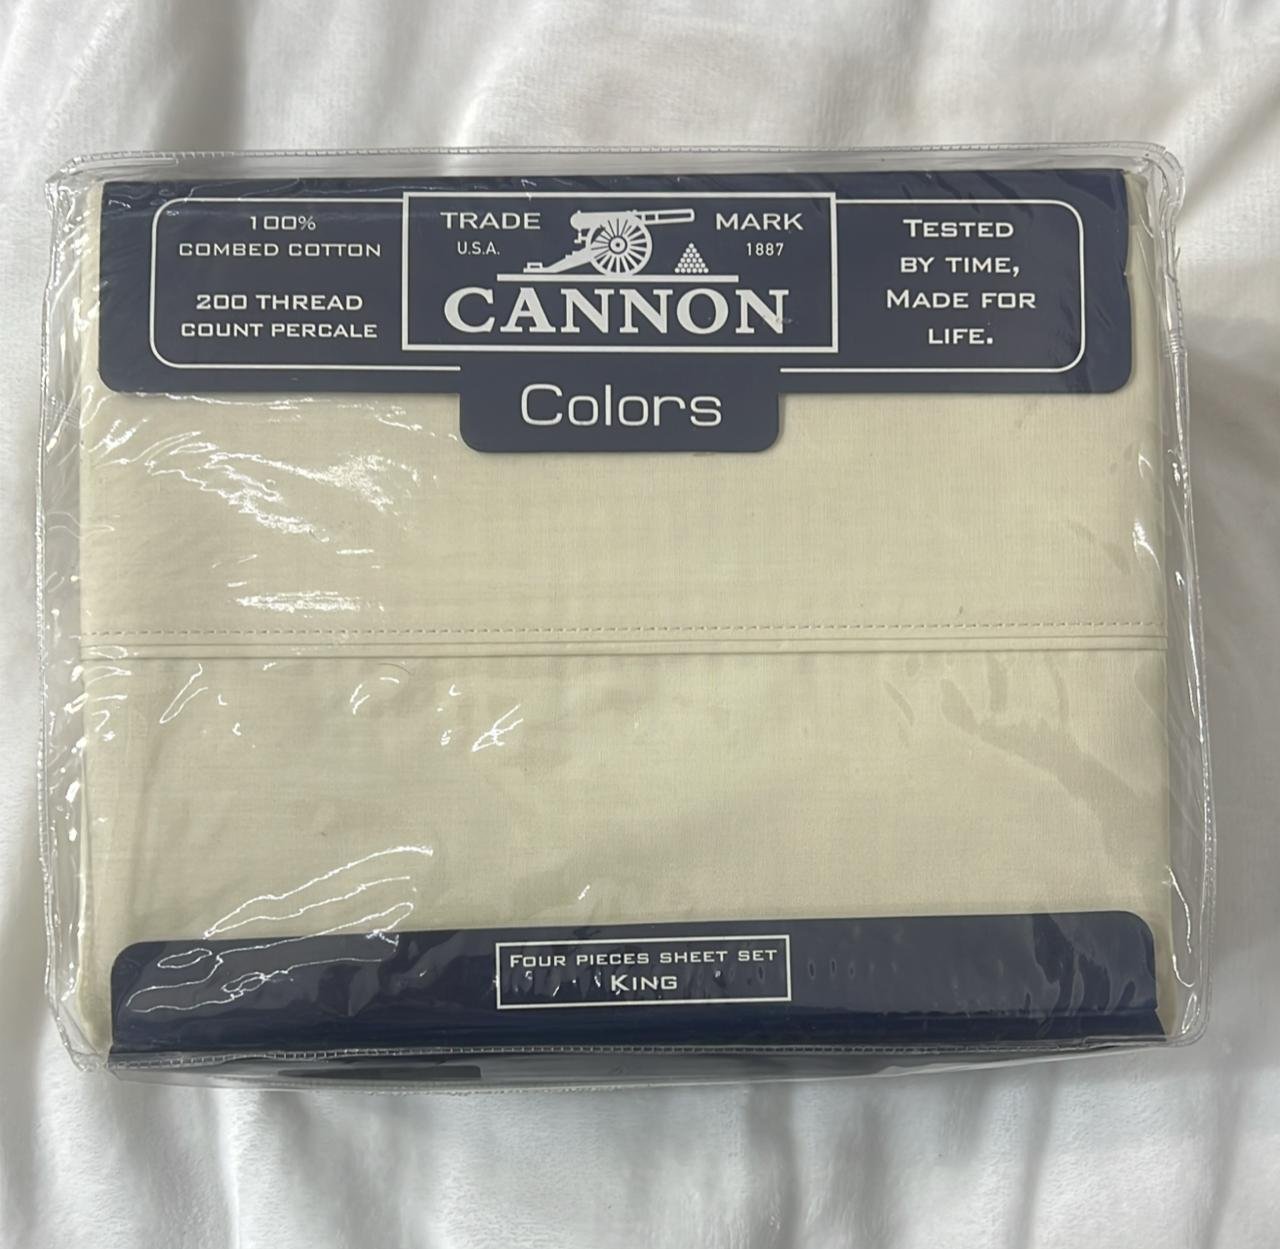 100%
COMBED COTTON
200 THREAD
COUNT PERCALE
TRADE MARK
U.S.A. 1887
CANNON
Colors
TESTED
BY TIME,
MADE FOR
LIFE.
FOUR PIECES SHEET SET
KING